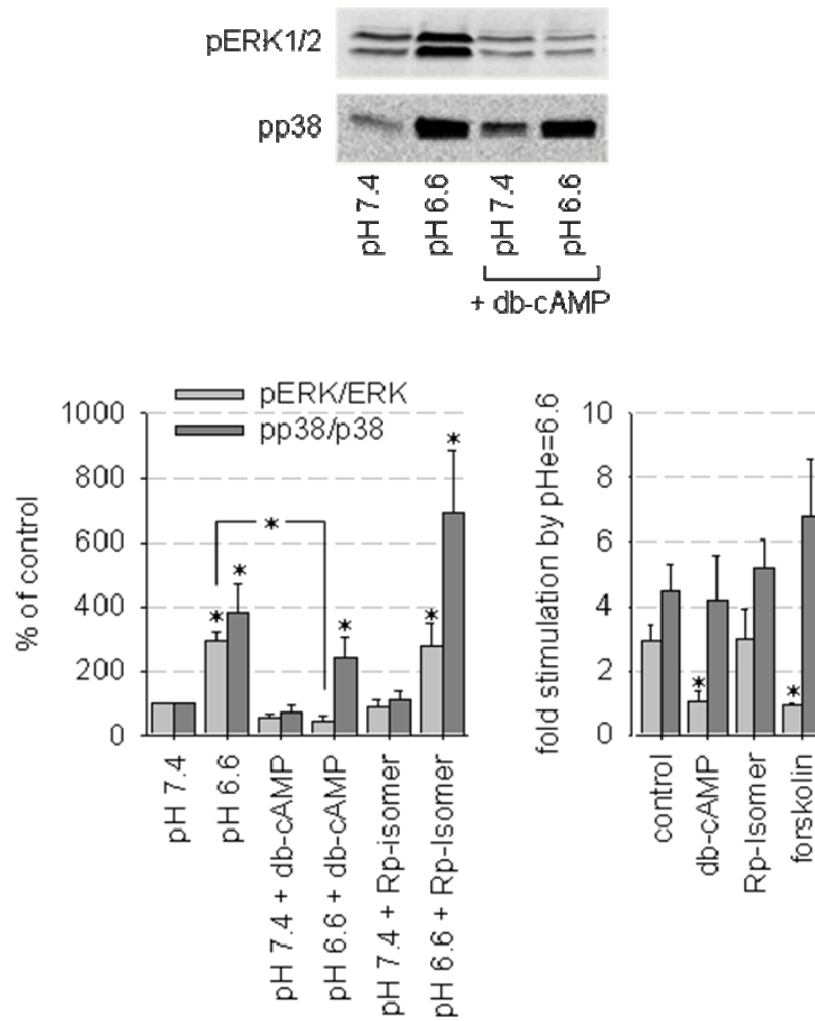 pERK1/2
pp38
pH 7.4
pH 6.6
pH 7.4
pH 6.6
+ db-cAMP
pERK/ERK
pp38/p38
% of control
1000
800
600
400
200
0
*
*
*
*
*
*
pH 7.4
pH 6.6
pH 7.4 + db-cAMP
pH 6.6 + db-cAMP
pH 7.4 + Rp-isomer
pH 6.6 + Rp-Isomer
fold stimulation by pHe=6.6
10
8
6
4
2
0
*
*
control
db-cAMP
Rp-Isomer
forskolin